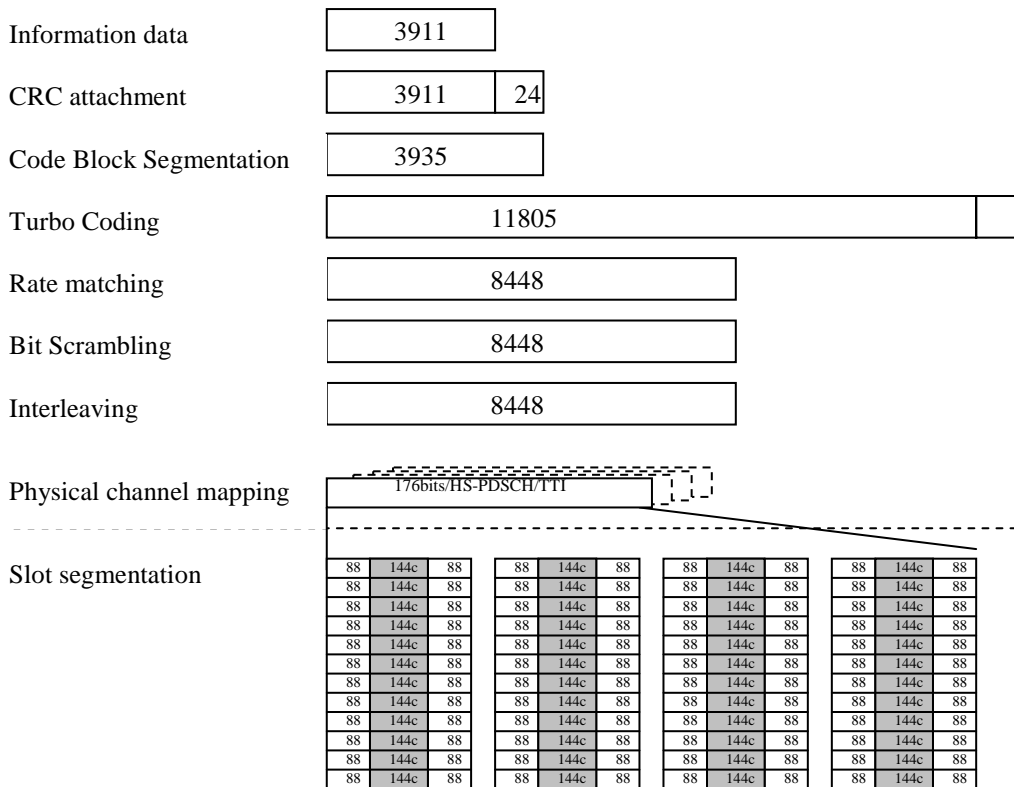 Information data 3911
CRC attachment 3911 24
Code Block Segmentation 3935
Turbo Coding 11805
Rate matching 8448
Bit Scrambling 8448
Interleaving 8448
Physical channel mapping 176bits/HS-PDSCH/TTI
Slot segmentation
88 144c 88 88 144c 88 88 144c 88 88 144c 88
88 144c 88 88 144c 88 88 144c 88 88 144c 88
88 144c 88 88 144c 88 88 144c 88 88 144c 88
88 144c 88 88 144c 88 88 144c 88 88 144c 88
88 144c 88 88 144c 88 88 144c 88 88 144c 88
88 144c 88 88 144c 88 88 144c 88 88 144c 88
88 144c 88 88 144c 88 88 144c 88 88 144c 88
88 144c 88 88 144c 88 88 144c 88 88 144c 88
88 144c 88 88 144c 88 88 144c 88 88 144c 88
88 144c 88 88 144c 88 88 144c 88 88 144c 88
88 144c 88 88 144c 88 88 144c 88 88 144c 88
88 144c 88 88 144c 88 88 144c 88 88 144c 88